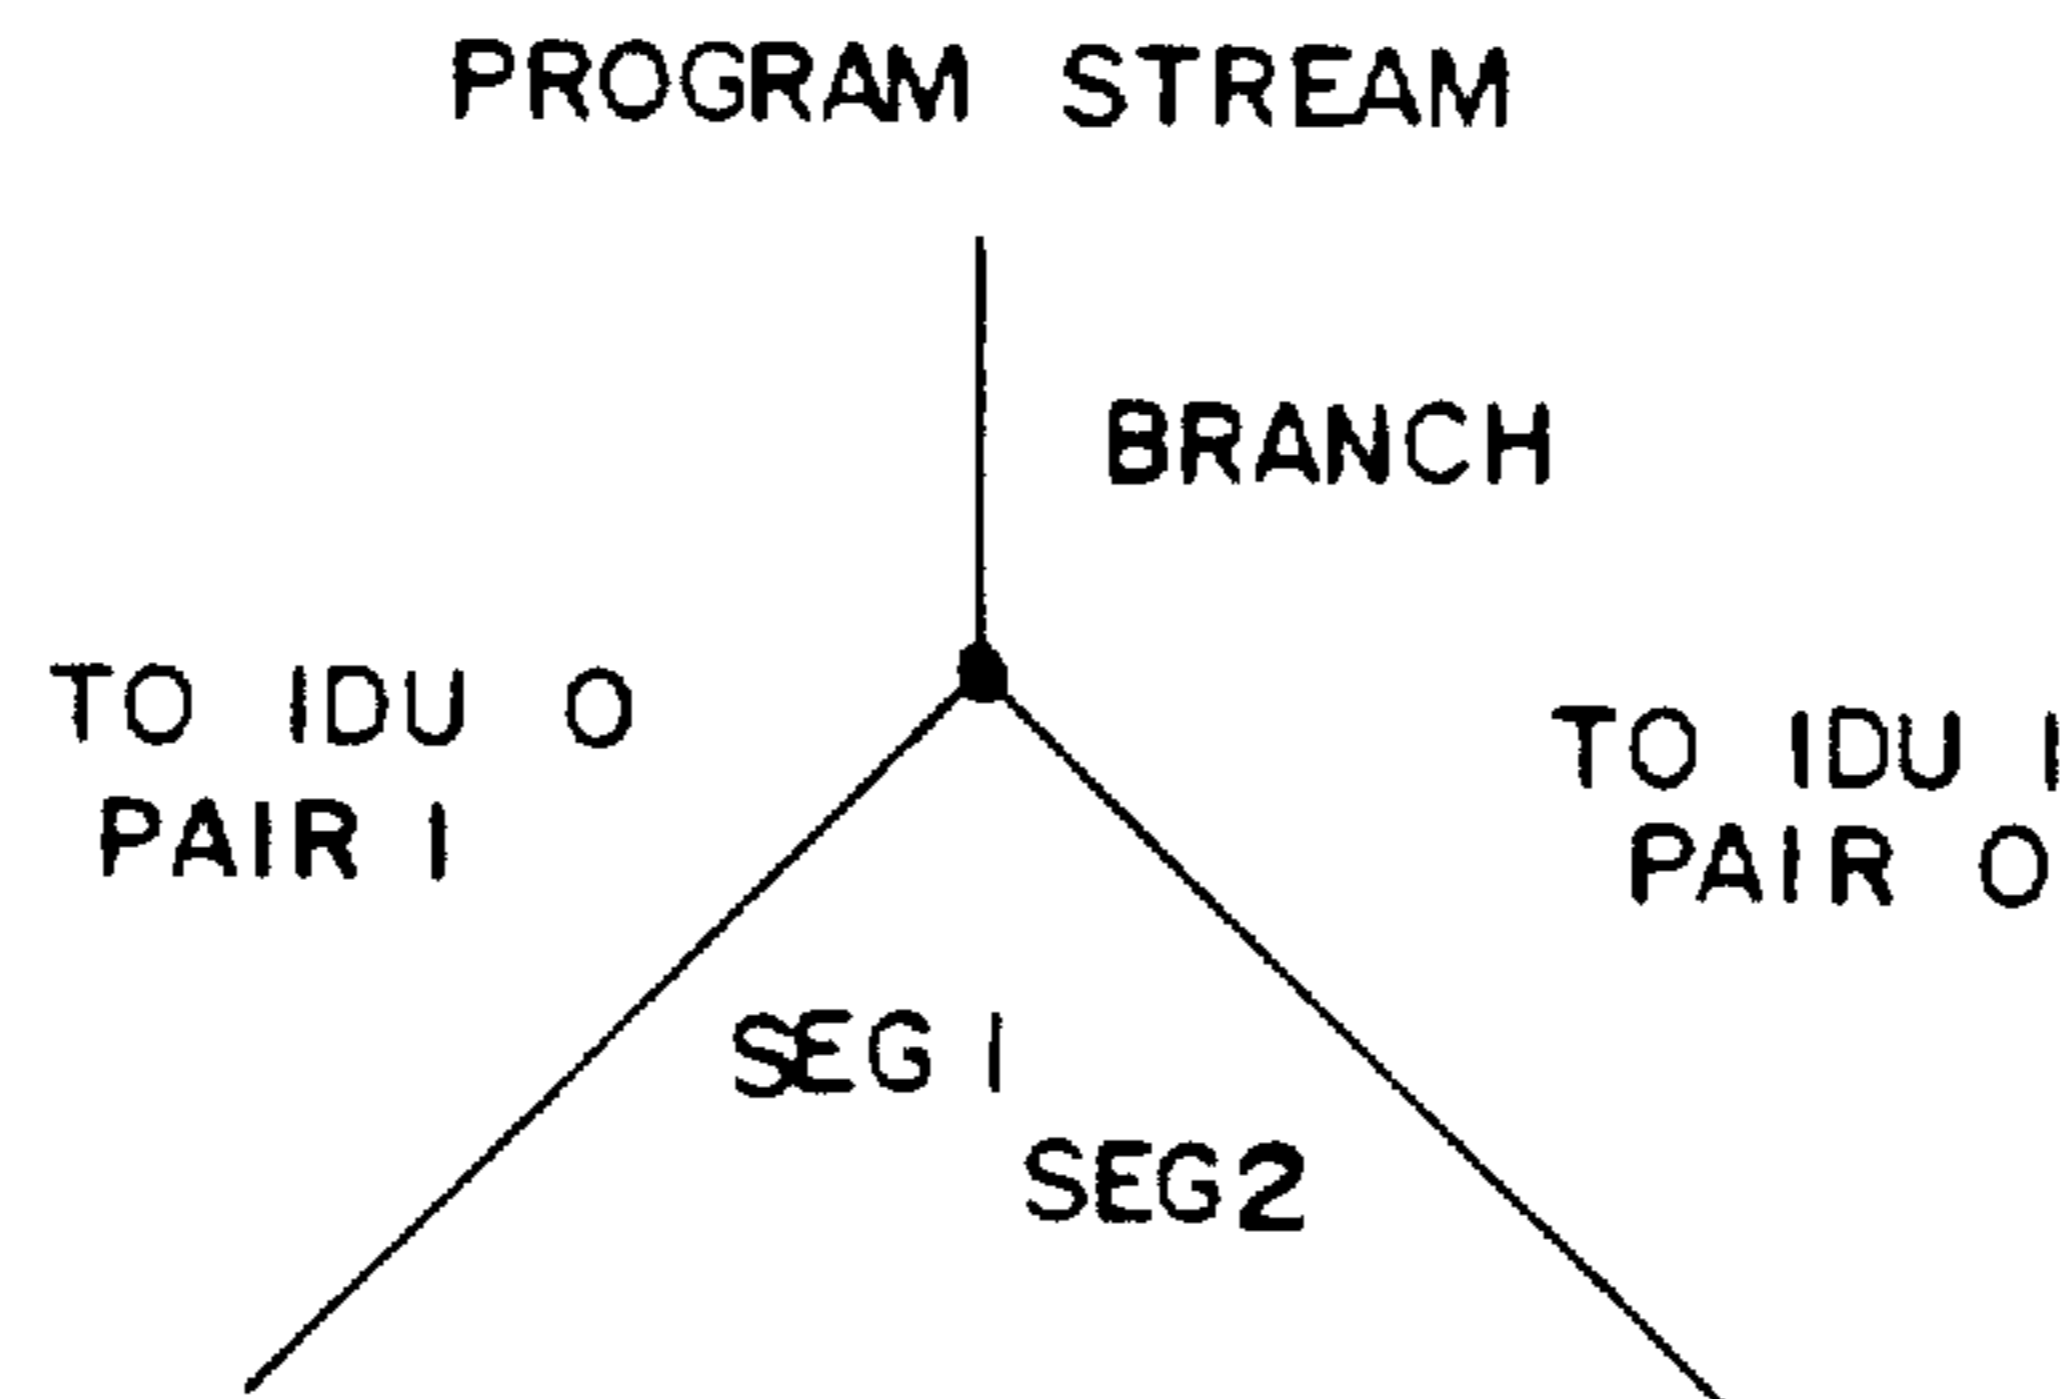 PROGRAM STREAM
BRANCH
TO IDU 0
PAIR 1
TO IDU 1
PAIR 0
SEG 1
SEG2